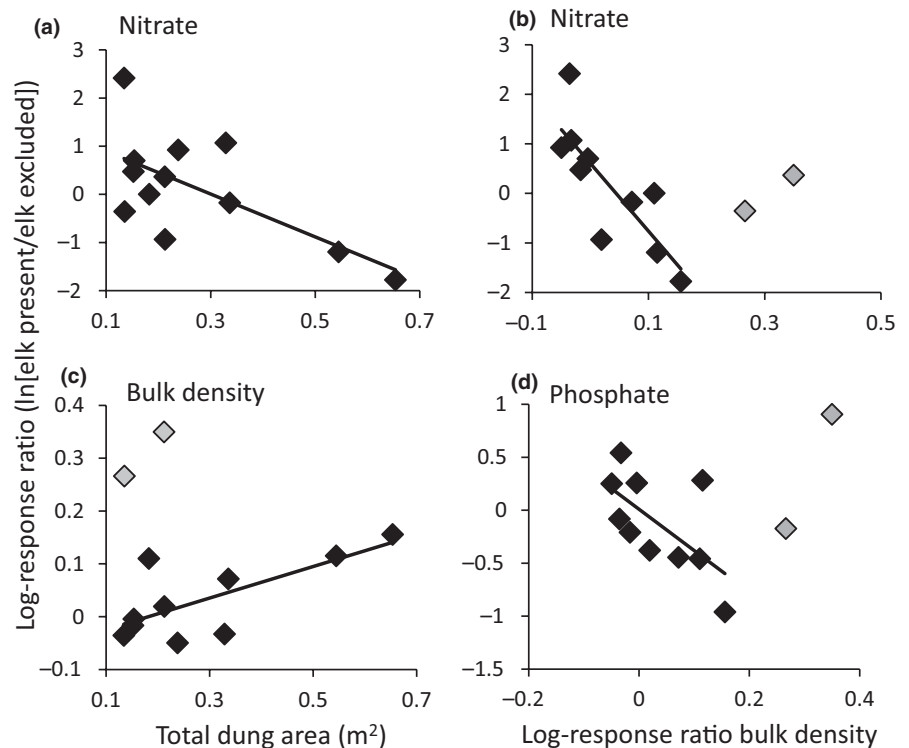 (a) Nitrate
3
2
1
0
−1
−2
0.1 0.3 0.5 0.7
(b) Nitrate
3
2
1
0
−1
−2
−0.1 0.1 0.3 0.5
(c) Bulk density
0.4
0.3
0.2
0.1
0
−0.1
0.1 0.3 0.5 0.7
Total dung area (m²)
(d) Phosphate
1
0.5
0
−0.5
−1
−1.5
−0.2 0 0.2 0.4
Log-response ratio bulk density
Log-response ratio (ln[elk present/elk excluded])